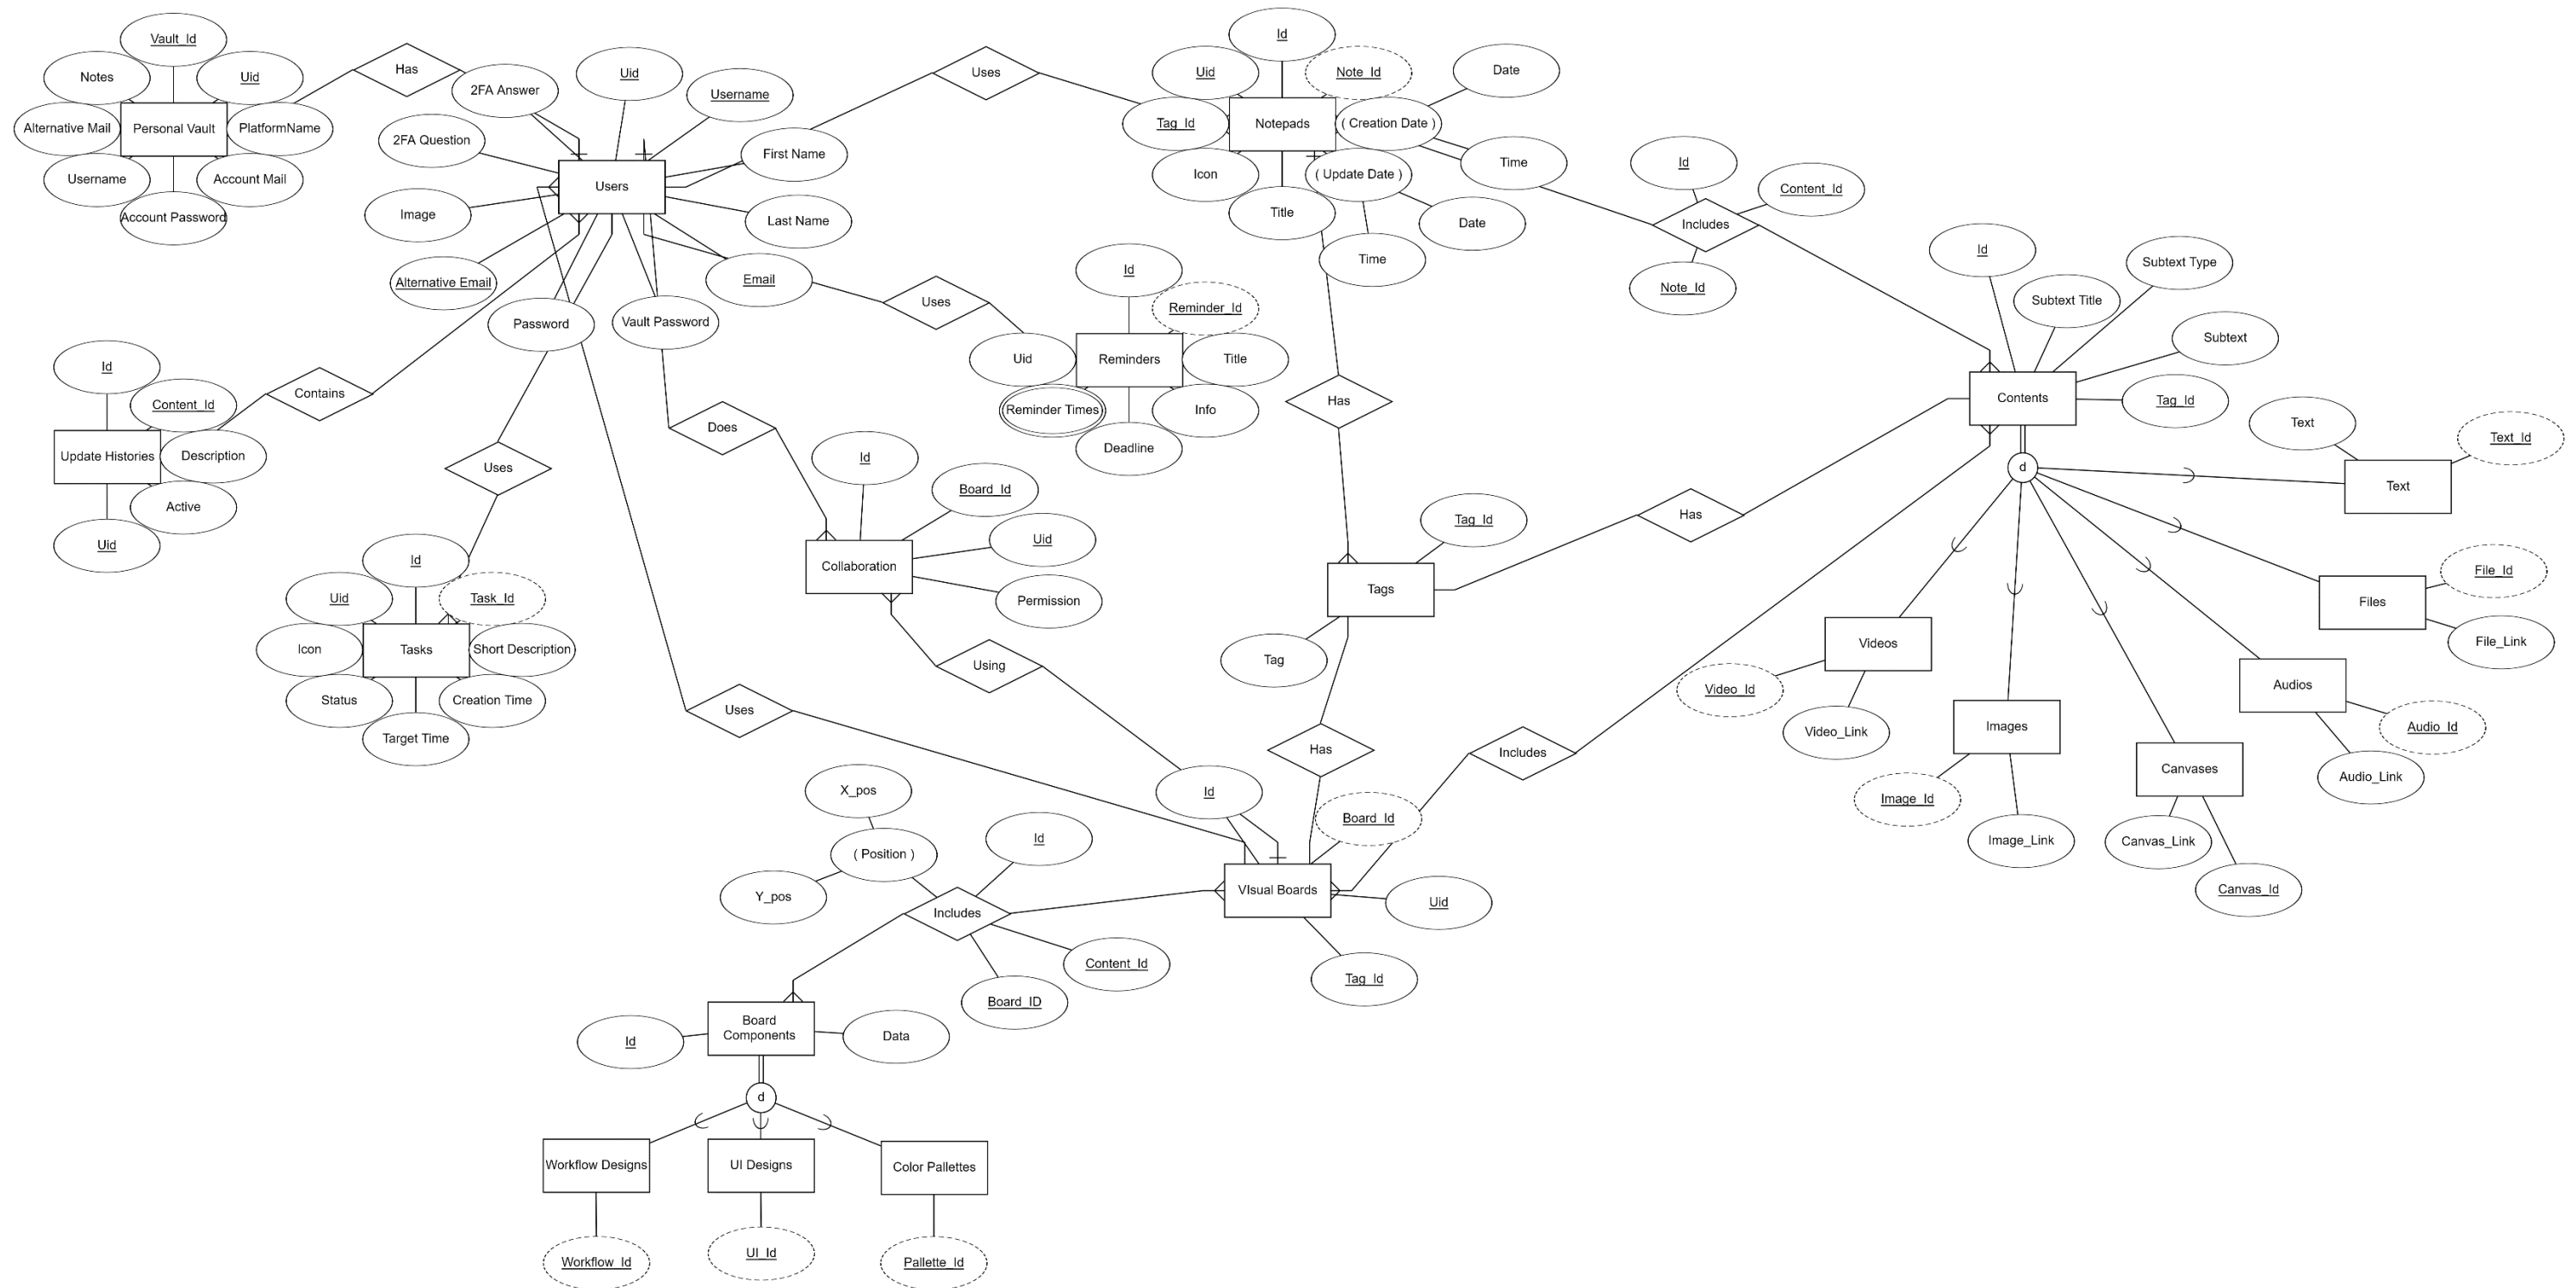 Vault_Id
Notes
Uid
Alternative Mail
Personal Vault
PlatformName
Username
Account Mail
Account Password
Has
2FA Answer
Uid
Username
2FA Question
First Name
Users
Image
Last Name
Alternative Email
Email
Password
Vault Password
Uses
Id
Uid
Note_Id
Date
Tag_Id
Notepads
( Creation Date )
Time
Icon
( Update Date )
Title
Date
Time
Id
Content_Id
Includes
Note_Id
Id
Subtext Type
Subtext Title
Subtext
Contents
Tag_Id
Uses
Id
Reminder_Id
Uid
Reminders
Title
Reminder Times
Info
Deadline
Id
Content_Id
Contains
Update Histories
Description
Active
Uid
Uses
Does
Has
Has
Id
Board_Id
Uid
Collaboration
Permission
Tag_Id
Tags
Tag
d
Text
Text_Id
Text
File_Id
Files
File_Link
Videos
Video_Id
Video_Link
Audios
Audio_Id
Audio_Link
Images
Image_Id
Image_Link
Canvases
Canvas_Link
Canvas_Id
Id
Uid
Task_Id
Icon
Tasks
Short Description
Status
Creation Time
Target Time
Using
Uses
Has
Includes
X_pos
( Position )
Y_pos
Id
Includes
Content_Id
Board_ID
Id
Board_Id
VIsual Boards
Uid
Tag_Id
Board
Components
Id
Data
d
Workflow Designs
UI Designs
Color Pallettes
Workflow_Id
UI_Id
Pallette_Id